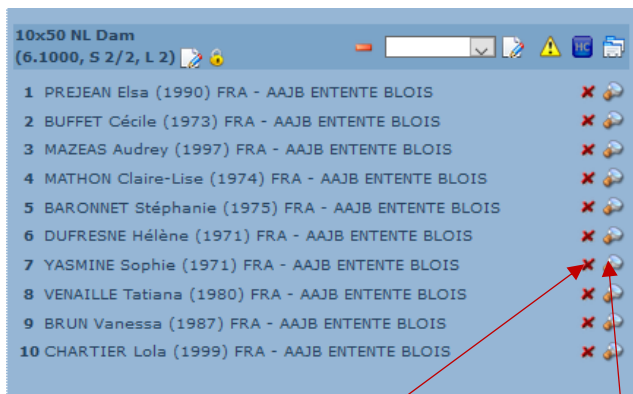 10x50 NL Dam
(6.1000, S 2/2, L 2)
HC
1 PREJEAN Elsa (1990) FRA - AAJB ENTENTE BLOIS
2 BUFFET Cécile (1973) FRA - AAJB ENTENTE BLOIS
3 MAZEAS Audrey (1997) FRA - AAJB ENTENTE BLOIS
4 MATHON Claire-Lise (1974) FRA - AAJB ENTENTE BLOIS
5 BARONNET Stéphanie (1975) FRA - AAJB ENTENTE BLOIS
6 DUFRESNE Hélène (1971) FRA - AAJB ENTENTE BLOIS
7 YASMINE Sophie (1971) FRA - AAJB ENTENTE BLOIS
8 VENAILLE Tatiana (1980) FRA - AAJB ENTENTE BLOIS
9 BRUN Vanessa (1987) FRA - AAJB ENTENTE BLOIS
10 CHARTIER Lola (1999) FRA - AAJB ENTENTE BLOIS